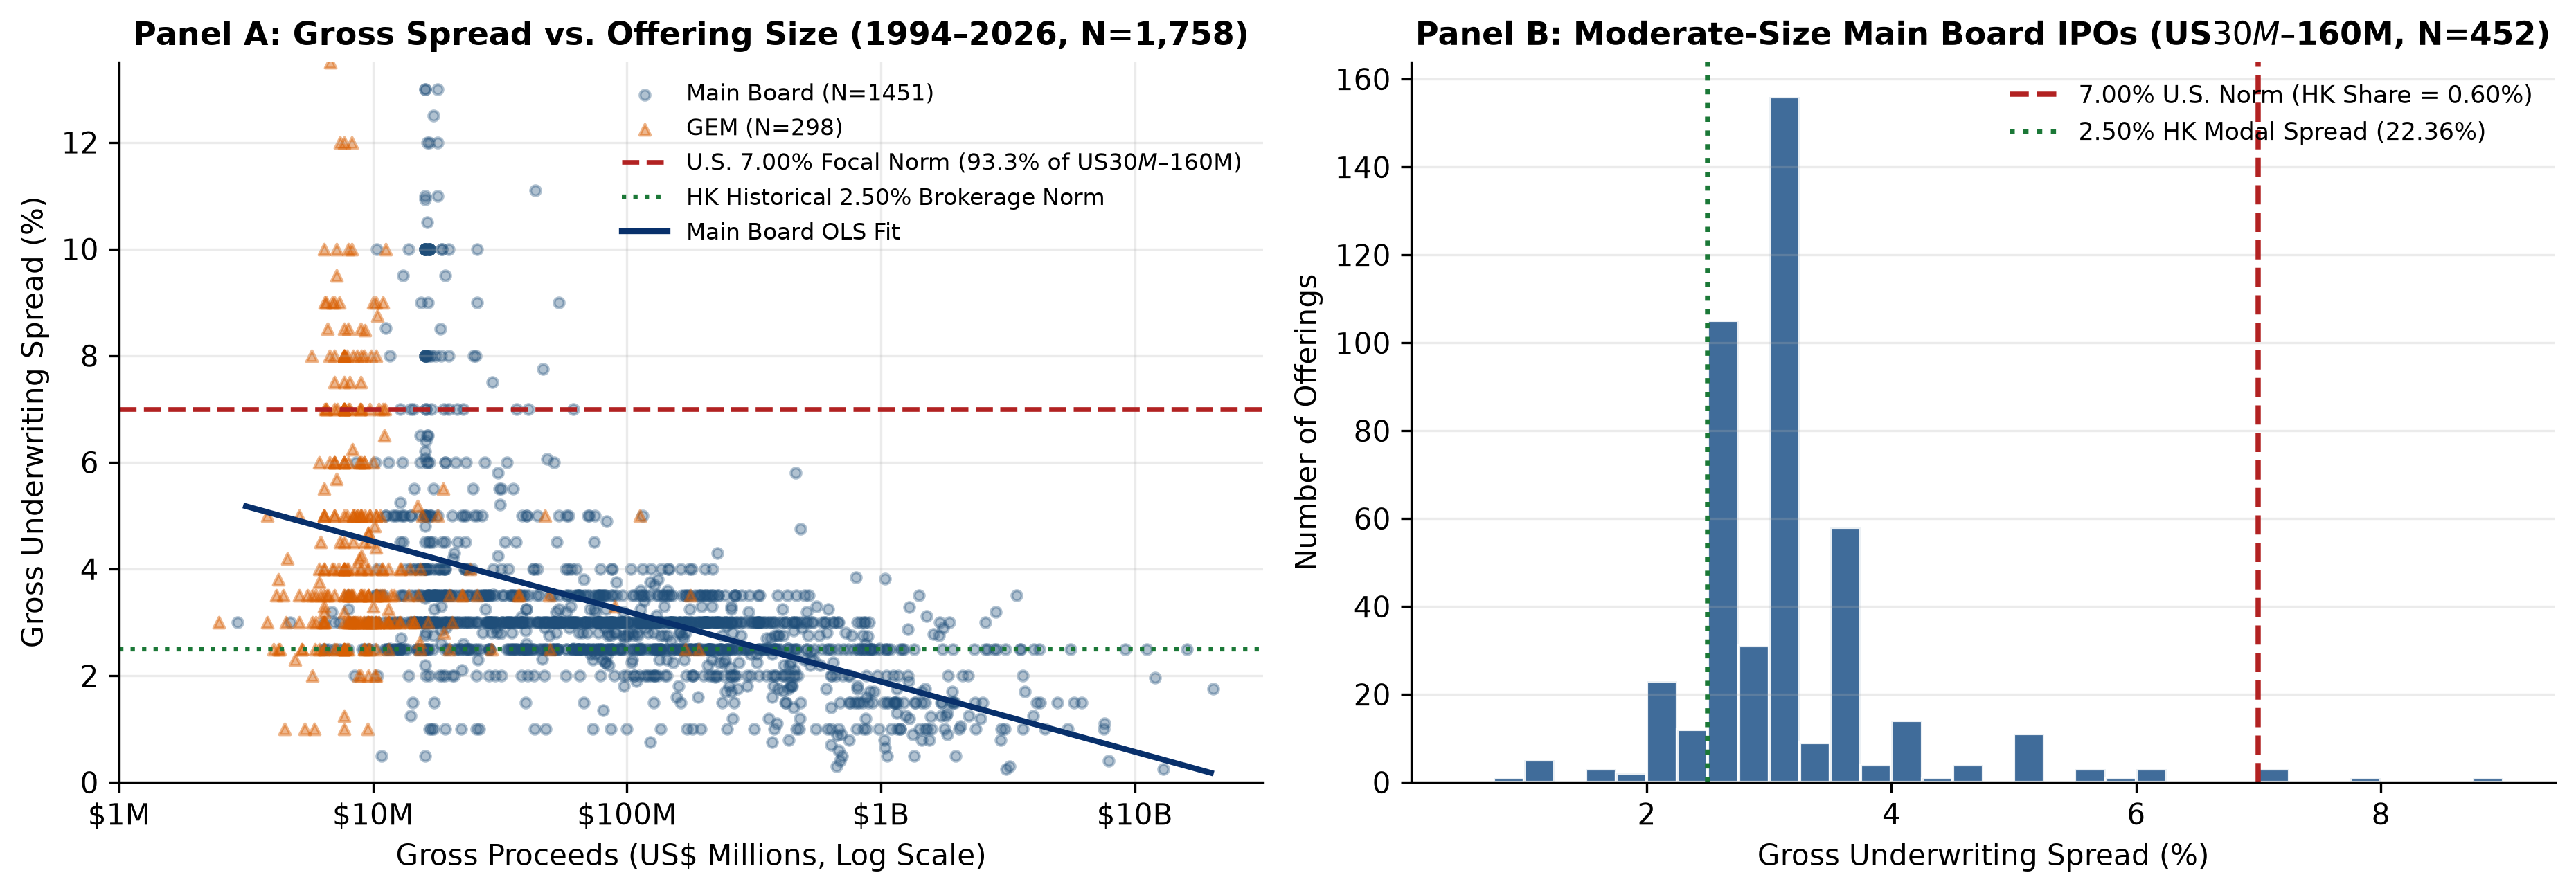 Panel A: Gross Spread vs. Offering Size (1994–2026, N=1,758)
Gross Underwriting Spread (%)
12
10
8
6
4
2
0
Main Board (N=1451)
GEM (N=298)
U.S. 7.00% Focal Norm (93.3% of US30M–160M)
HK Historical 2.50% Brokerage Norm
Main Board OLS Fit
$1M
$10M
$100M
$1B
$10B
Gross Proceeds (US$ Millions, Log Scale)
Panel B: Moderate-Size Main Board IPOs (US30M–160M, N=452)
Number of Offerings
160
140
120
100
80
60
40
20
0
7.00% U.S. Norm (HK Share = 0.60%)
2.50% HK Modal Spread (22.36%)
2
4
6
8
Gross Underwriting Spread (%)